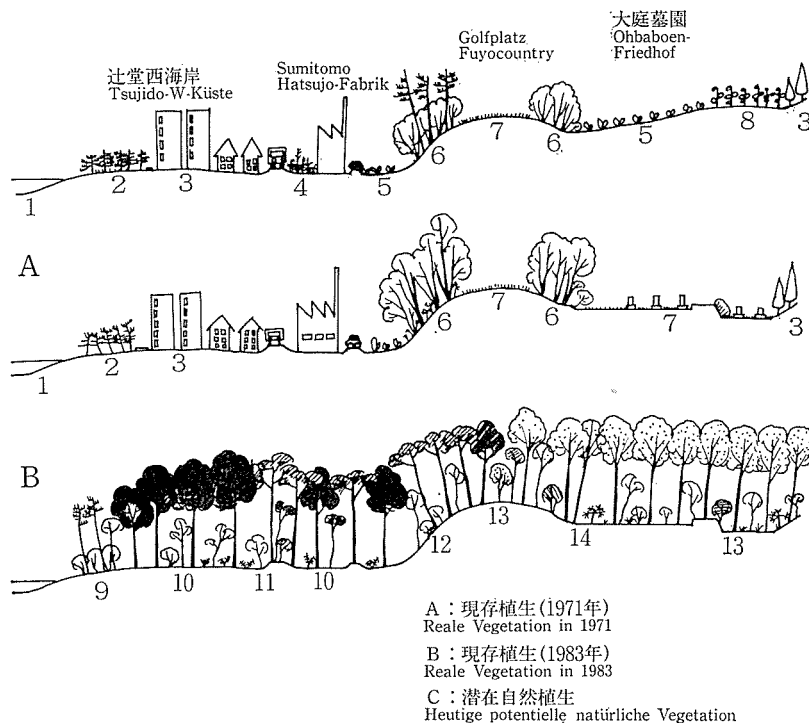 大庭墓園
Golfplatz Ohbaboen-
Fuyocountry Friedhof
辻堂西海岸 Sumitomo
Tsujido-W-Küste Hatsujo-Fabrik
1 2 3 4 5 6 7 6 5 8 3
A
1 2 3 6 7 6 7 3
B
9 10 11 10 12 13 14 13
A：現存植生(1971年)
Reale Vegetation in 1971
B：現存植生(1983年)
Reale Vegetation in 1983
C：潜在自然植生
Heutige potentielle natürliche Vegetation